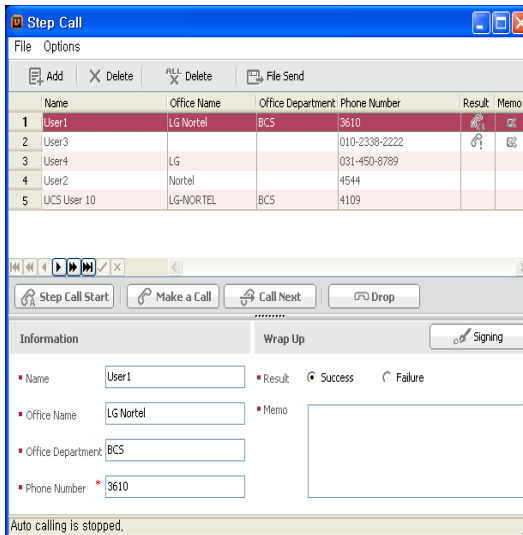 Step Call
File Options
Add Delete ALL Delete File Send
Name Office Name Office Department Phone Number Result Memo
1 User1 LG Nortel BCS 3610
2 User3 010-2338-2222
3 User4 LG 031-450-8789
4 User2 Nortel 4544
5 UCS User 10 LG-NORTEL BCS 4109
Step Call Start Make a Call Call Next Drop
Information Wrap Up Signing
Name User1 Result Success Failure
Office Name LG Nortel Memo
Office Department BCS
Phone Number * 3610
Auto calling is stopped,